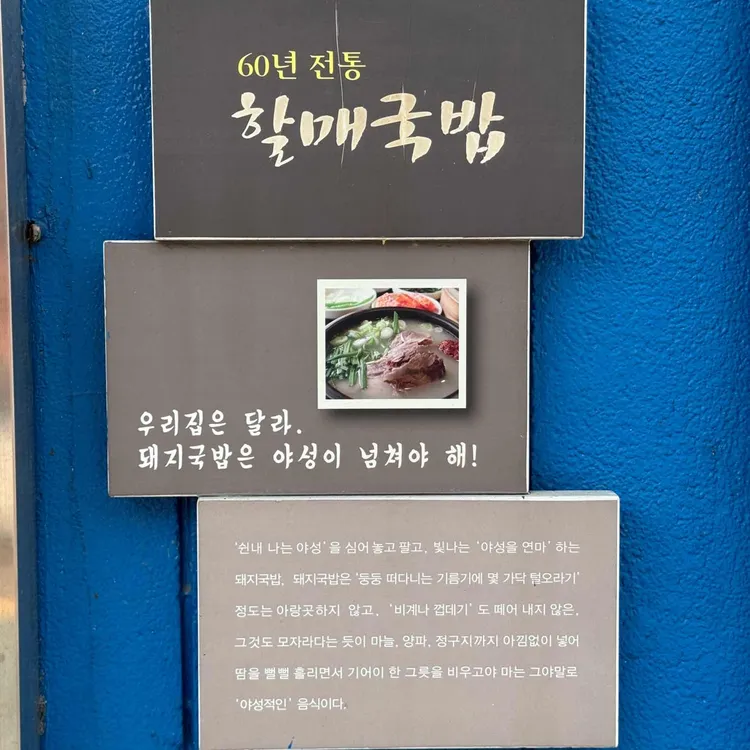 60년 전통
할매국밥
우리집은 달라.
돼지국밥은 야성이 넘쳐야 해!
'쉰내 나는 야성' 을 심어 놓고 팔고, 빛나는 '야성을 연마' 하는
돼지국밥, 돼지국밥은 '둥둥 떠다니는 기름기에 몇 가닥 털오라기'
정도는 아랑곳하지 않고, '비계나 껍데기' 도 떼어 내지 않은,
그것도 모자라다는 듯이 마늘, 양파, 정구지까지 아낌없이 넣어
땀을 뻘뻘 흘리면서 기어이 한 그릇을 비우고야 마는 그야말로
'야성적인' 음식이다.